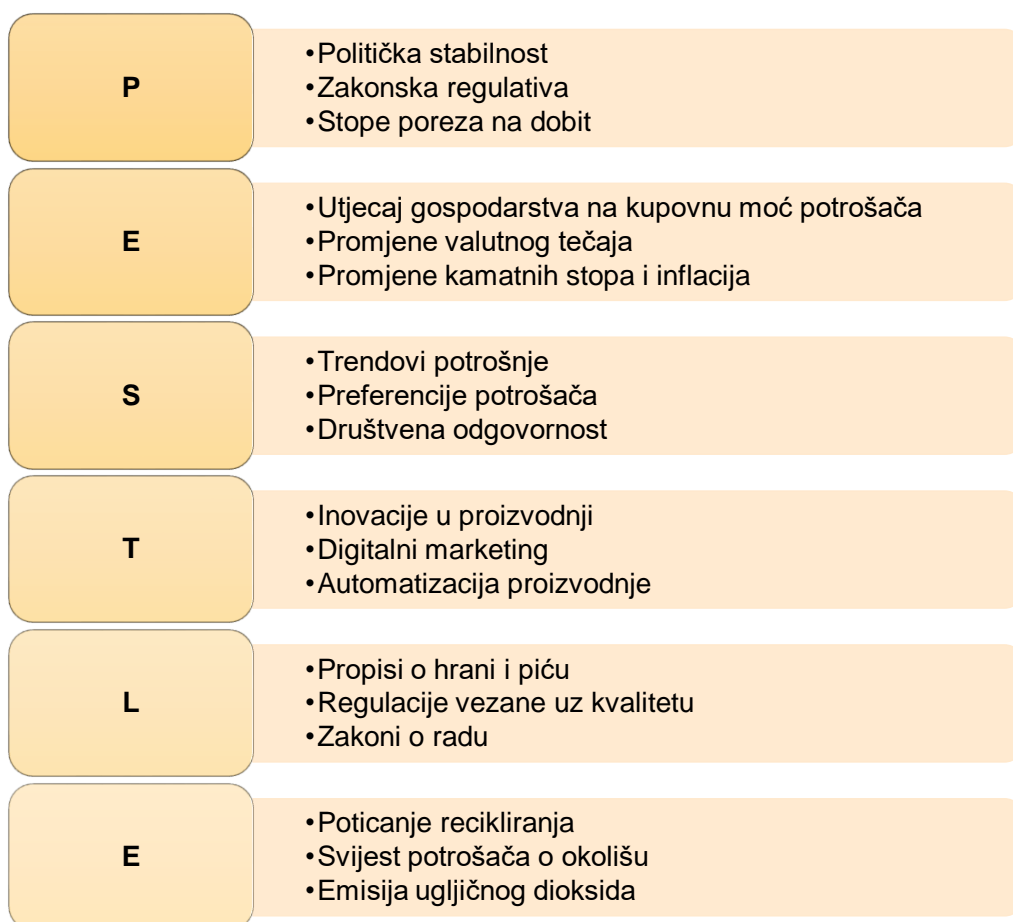 P
•Politička stabilnost
•Zakonska regulativa
•Stope poreza na dobit
E
•Utjecaj gospodarstva na kupovnu moć potrošača
•Promjene valutnog tečaja
•Promjene kamatnih stopa i inflacija
S
•Trendovi potrošnje
•Preferencije potrošača
•Društvena odgovornost
T
•Inovacije u proizvodnji
•Digitalni marketing
•Automatizacija proizvodnje
L
•Propisi o hrani i piću
•Regulacije vezane uz kvalitetu
•Zakoni o radu
E
•Poticanje recikliranja
•Svijest potrošača o okolišu
•Emisija ugljičnog dioksida